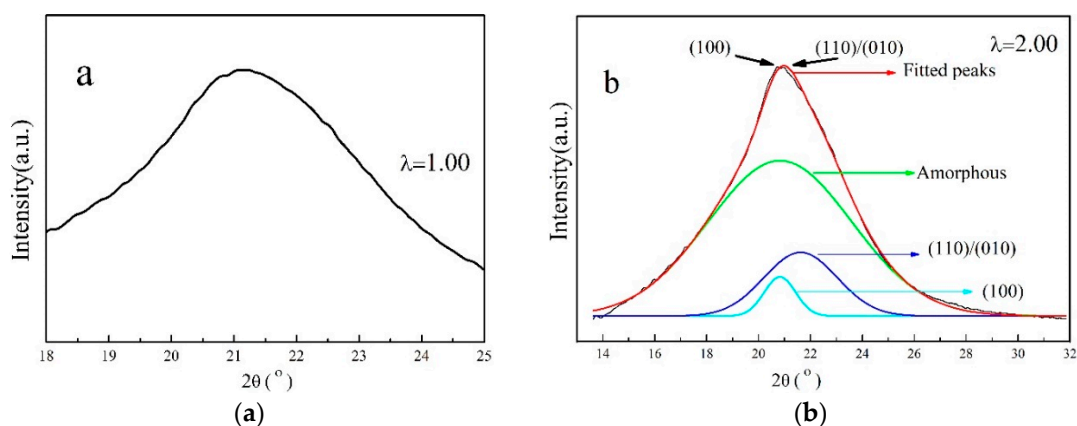 a
λ=1.00
Intensity(a.u.)
18 19 20 21 22 23 24 25
2θ(°)
(a)
b
(100)
(110)/(010)
λ=2.00
Fitted peaks
Amorphous
(110)/(010)
(100)
Intensity(a.u.)
14 16 18 20 22 24 26 28 30 32
2θ(°)
(b)